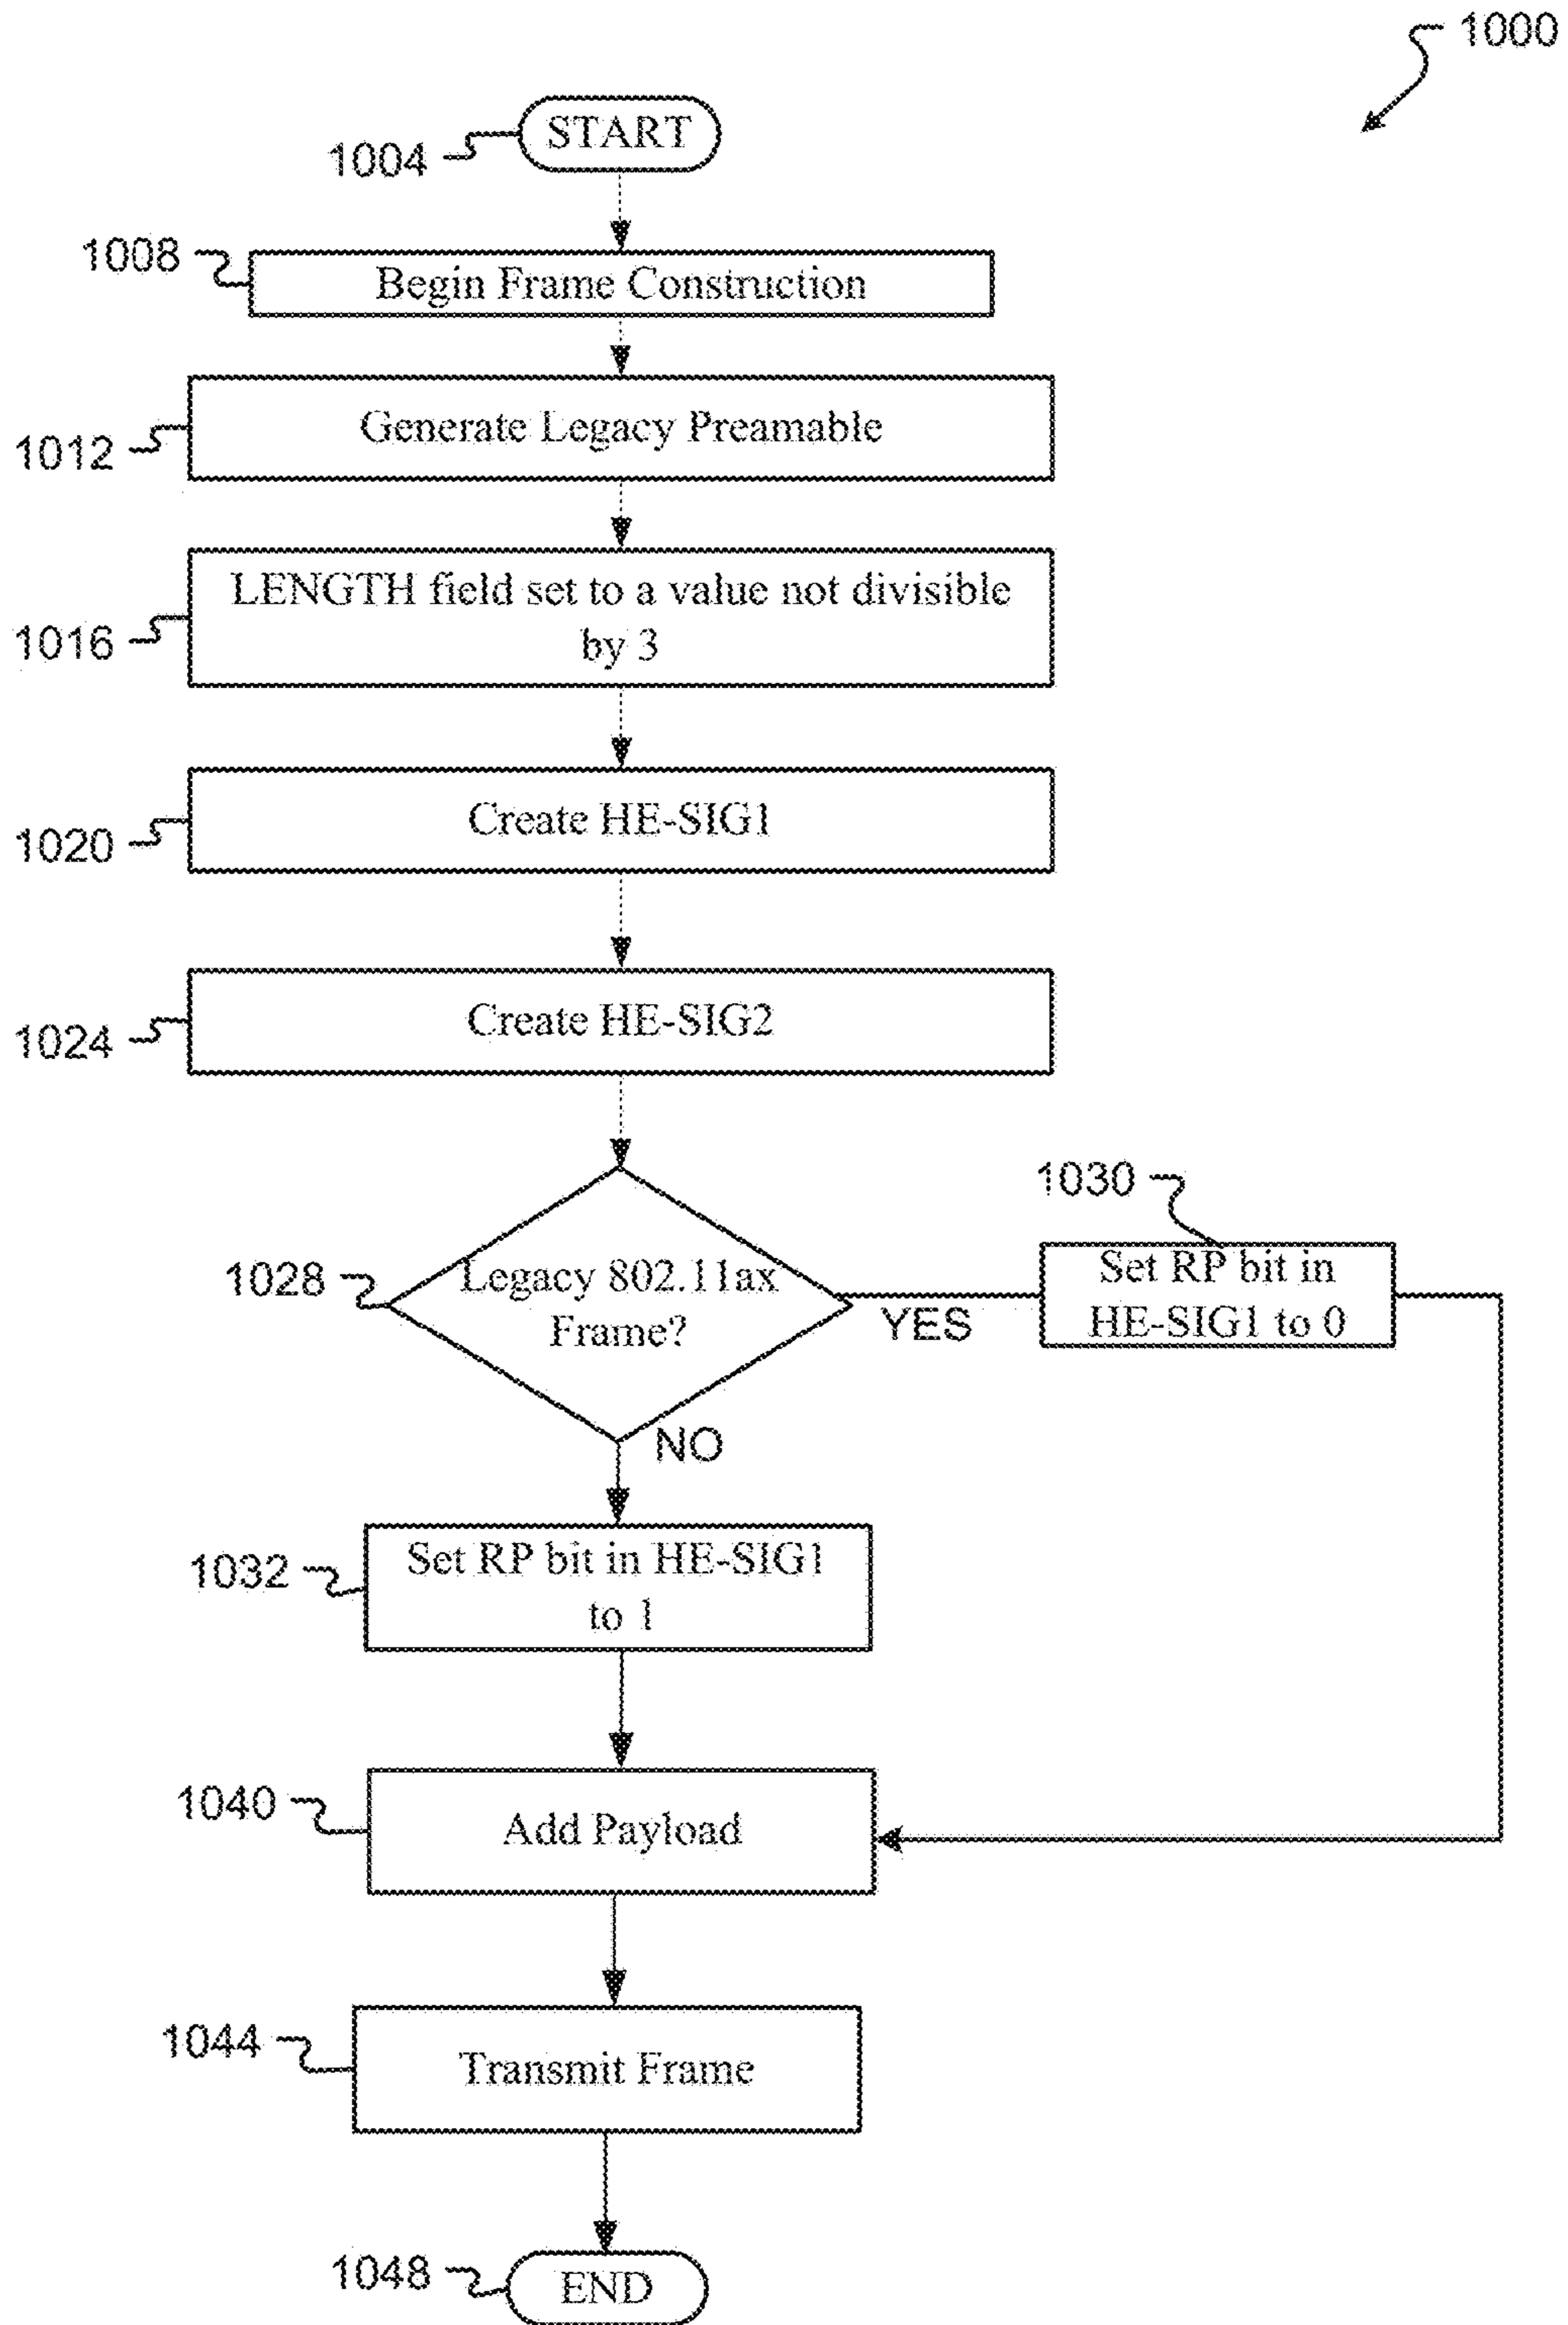 1000
1004
START
1008
Begin Frame Construction
1012
Generate Legacy Preamable
1016
LENGTH field set to a value not divisible
by 3
1020
Create HE-SIG1
1024
Create HE-SIG2
1028
Legacy 802.11ax
Frame?
YES
1030
Set RP bit in
HE-SIG1 to 0
NO
1032
Set RP bit in HE-SIG1
to 1
1040
Add Payload
1044
Transmit Frame
1048
END